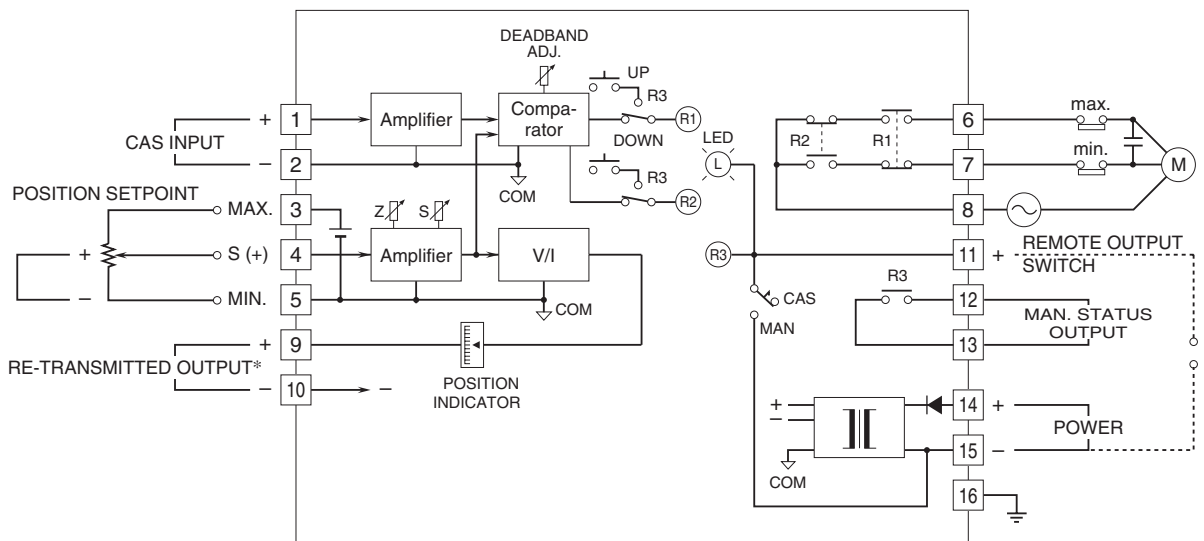 DEADBAND
ADJ.
UP
R3
+ 1 Amplifier
Compa-
rator
R1
DOWN
CAS INPUT
LED
L
− 2
COM
R3
R2
POSITION SETPOINT
MAX. 3
Z S
+ S (+) 4 Amplifier V/I
−
MIN. 5
COM
+ 9
RE-TRANSMITTED OUTPUT*
− 10 −
POSITION
INDICATOR
R2 R1
6 max.
7 min.
M
8
R3 11 +
REMOTE OUTPUT
SWITCH
CAS
MAN
R3
12
MAN. STATUS
OUTPUT
13
+
−
14 +
POWER
15 −
COM
16